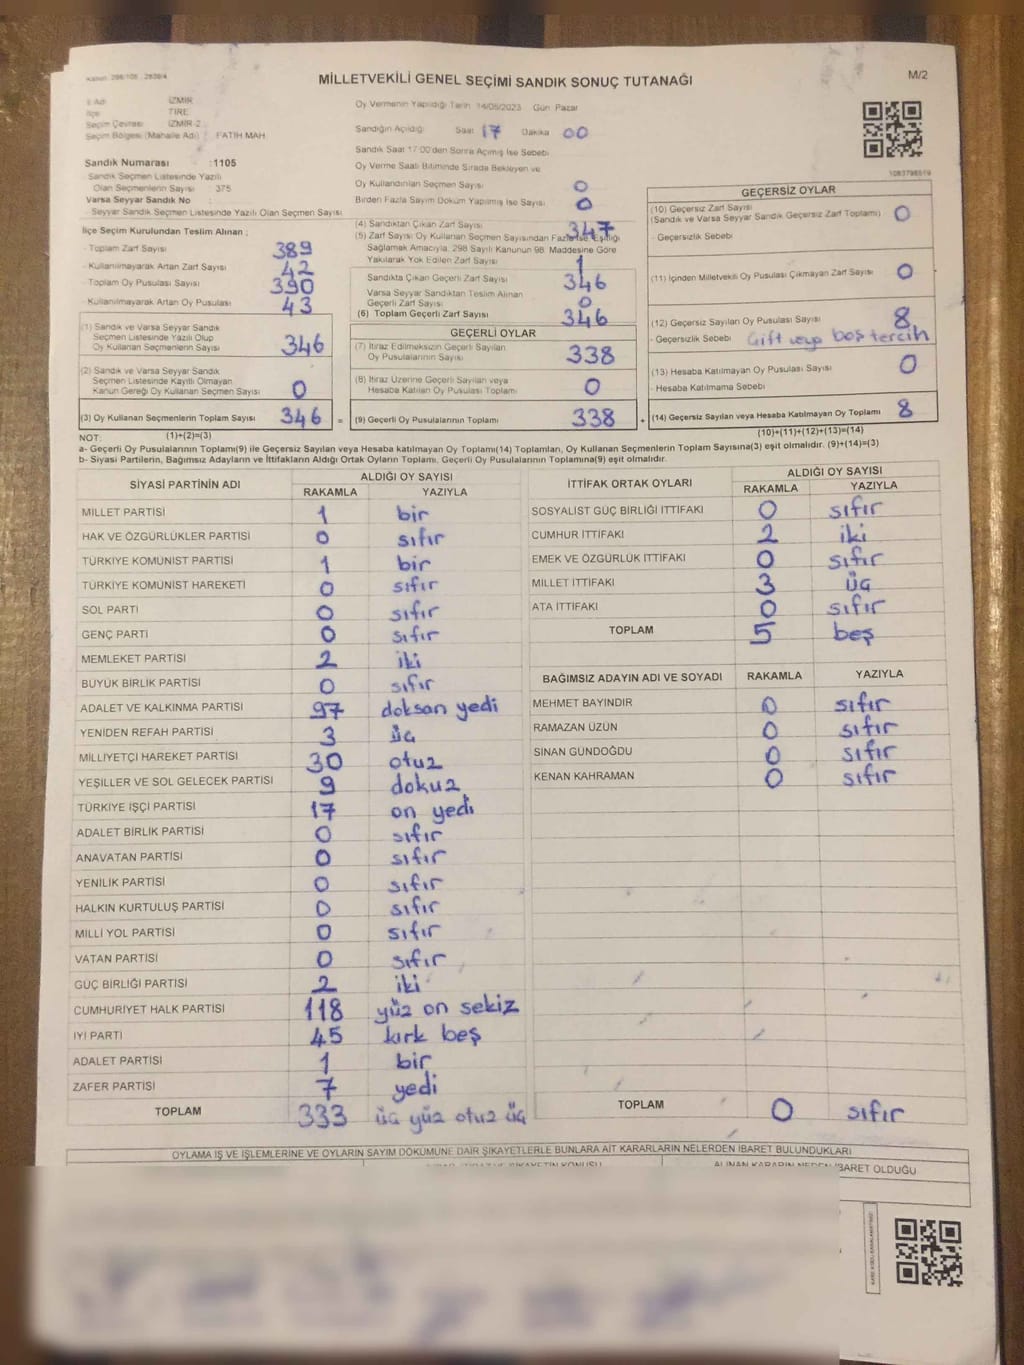 Kanun: 298/105 - 2839/4
MİLLETVEKİLİ GENEL SEÇİMİ SANDIK SONUÇ TUTANAĞI
M/2
İl Adı : İZMİR
İlçe : TİRE
Seçim Çevresi : İZMİR-2
Seçim Bölgesi (Mahalle Adı) : FATİH MAH
Oy Vermenin Yapıldığı Tarih 14/05/2023 Gün Pazar
Sandığın Açıldığı Saat 17 Dakika 00
Sandık Saat 17:00'den Sonra Açılmış İse Sebebi
Oy Verme Saati Bitiminde Sırada Bekleyen ve
Oy Kullandırılan Seçmen Sayısı 0
Birden Fazla Sayım Döküm Yapılmış İse Sayısı 0
Sandık Numarası : 1105
Sandık Seçmen Listesinde Yazılı
Olan Seçmenlerin Sayısı : 375
Varsa Seyyar Sandık No
- Seyyar Sandık Seçmen Listesinde Yazılı Olan Seçmen Sayısı
İlçe Seçim Kurulundan Teslim Alınan ;
- Toplam Zarf Sayısı 389
- Kullanılmayarak Artan Zarf Sayısı 42
- Toplam Oy Pusulası Sayısı 390
- Kullanılmayarak Artan Oy Pusulası 43
(1) Sandık ve Varsa Seyyar Sandık
Seçmen Listesinde Yazılı Olup
Oy Kullanan Seçmenlerin Sayısı 346
(2) Sandık ve Varsa Seyyar Sandık
Seçmen Listesinde Kayıtlı Olmayan
Kanun Gereği Oy Kullanan Seçmen Sayısı 0
(3) Oy Kullanan Seçmenlerin Toplam Sayısı 346 =
(4) Sandıktan Çıkan Zarf Sayısı 347
(5) Zarf Sayısı Oy Kullanan Seçmen Sayısından Fazla İse Eşitliği
Sağlamak Amacıyla, 298 Sayılı Kanunun 98. Maddesine Göre
Yakılarak Yok Edilen Zarf Sayısı 1
Sandıkta Çıkan Geçerli Zarf Sayısı 346
Varsa Seyyar Sandıktan Teslim Alınan
Geçerli Zarf Sayısı 0
(6) Toplam Geçerli Zarf Sayısı 346
GEÇERLİ OYLAR
(7) İtiraz Edilmeksizin Geçerli Sayılan
Oy Pusulalarının Sayısı 338
(8) İtiraz Üzerine Geçerli Sayılan veya
Hesaba Katılan Oy Pusulası Toplamı 0
(9) Geçerli Oy Pusulalarının Toplamı 338 +
1083798519
GEÇERSİZ OYLAR
(10) Geçersiz Zarf Sayısı
(Sandık ve Varsa Seyyar Sandık Geçersiz Zarf Toplamı) 0
- Geçersizlik Sebebi
(11) İçinden Milletvekili Oy Pusulası Çıkmayan Zarf Sayısı 0
(12) Geçersiz Sayılan Oy Pusulası Sayısı 8
- Geçersizlik Sebebi Çift veya boş tercih
(13) Hesaba Katılmayan Oy Pusulası Sayısı 0
- Hesaba Katılmama Sebebi
(14) Geçersiz Sayılan veya Hesaba Katılmayan Oy Toplamı 8
NOT: (1)+(2)=(3)
(10)+(11)+(12)+(13)=(14)
a- Geçerli Oy Pusulalarının Toplamı(9) ile Geçersiz Sayılan veya Hesaba katılmayan Oy Toplamı(14) Toplamları, Oy Kullanan Seçmenlerin Toplam Sayısına(3) eşit olmalıdır. (9)+(14)=(3)
b- Siyasi Partilerin, Bağımsız Adayların ve İttifakların Aldığı Ortak Oyların Toplamı, Geçerli Oy Pusulalarının Toplamına(9) eşit olmalıdır.
SİYASİ PARTİNİN ADI ALDIĞI OY SAYISI
RAKAMLA YAZIYLA
MİLLET PARTİSİ 1 bir
HAK VE ÖZGÜRLÜKLER PARTİSİ 0 sıfır
TÜRKİYE KOMÜNİST PARTİSİ 1 bir
TÜRKİYE KOMÜNİST HAREKETİ 0 sıfır
SOL PARTİ 0 sıfır
GENÇ PARTİ 0 sıfır
MEMLEKET PARTİSİ 2 iki
BÜYÜK BİRLİK PARTİSİ 0 sıfır
ADALET VE KALKINMA PARTİSİ 97 doksan yedi
YENİDEN REFAH PARTİSİ 3 üç
MİLLİYETÇİ HAREKET PARTİSİ 30 otuz
YEŞİLLER VE SOL GELECEK PARTİSİ 9 dokuz
TÜRKİYE İŞÇİ PARTİSİ 17 on yedi
ADALET BİRLİK PARTİSİ 0 sıfır
ANAVATAN PARTİSİ 0 sıfır
YENİLİK PARTİSİ 0 sıfır
HALKIN KURTULUŞ PARTİSİ 0 sıfır
MİLLİ YOL PARTİSİ 0 sıfır
VATAN PARTİSİ 0 sıfır
GÜÇ BİRLİĞİ PARTİSİ 2 iki
CUMHURİYET HALK PARTİSİ 118 yüz on sekiz
İYİ PARTİ 45 kırk beş
ADALET PARTİSİ 1 bir
ZAFER PARTİSİ 7 yedi
TOPLAM 333 üç yüz otuz üç
İTTİFAK ORTAK OYLARI ALDIĞI OY SAYISI
RAKAMLA YAZIYLA
SOSYALİST GÜÇ BİRLİĞİ İTTİFAKI 0 sıfır
CUMHUR İTTİFAKI 2 iki
EMEK VE ÖZGÜRLÜK İTTİFAKI 0 sıfır
MİLLET İTTİFAKI 3 üç
ATA İTTİFAKI 0 sıfır
TOPLAM 5 beş
BAĞIMSIZ ADAYIN ADI VE SOYADI RAKAMLA YAZIYLA
MEHMET BAYINDIR 0 sıfır
RAMAZAN UZUN 0 sıfır
SİNAN GÜNDOĞDU 0 sıfır
KENAN KAHRAMAN 0 sıfır
TOPLAM 0 sıfır
OYLAMA İŞ VE İŞLEMLERİNE VE OYLARIN SAYIM DÖKÜMÜNE DAİR ŞİKAYETLERLE BUNLARA AİT KARARLARIN NELERDEN İBARET BULUNDUKLARI
ALINAN KARARIN NEDEN İBARET OLDUĞU